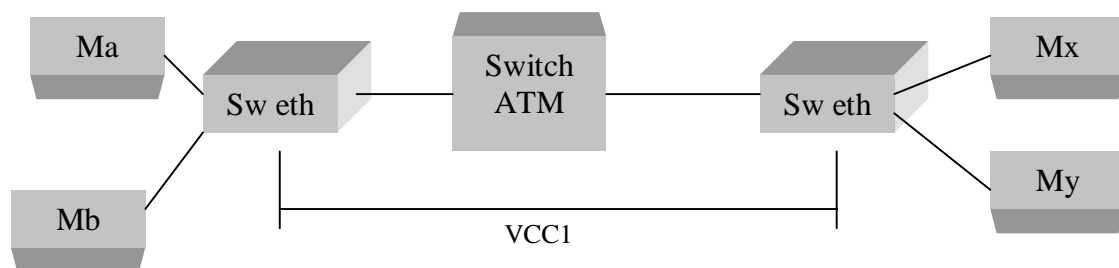 Ma
Sw eth
Switch
ATM
Sw eth
Mx
Mb
My
VCC1